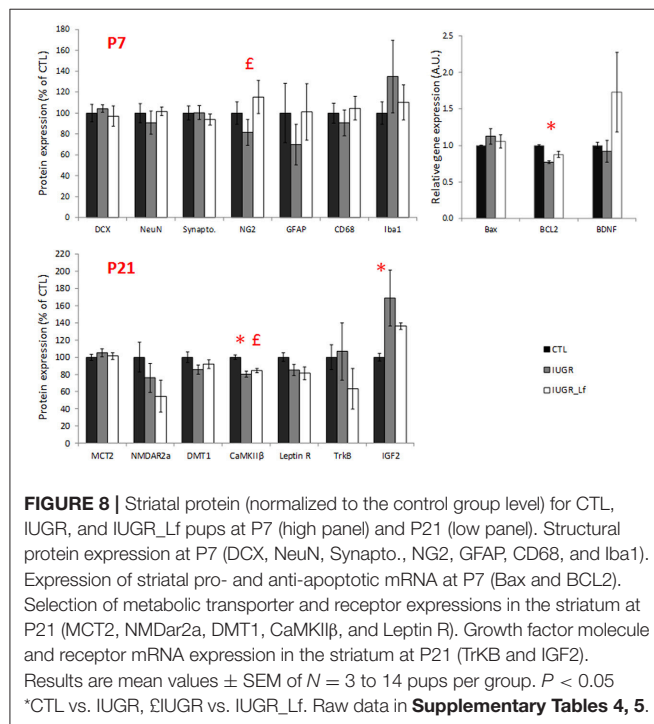 Protein expression (% of CTL)
180
160
140
120
100
80
60
40
20
0
P7
£
DCX NeuN Synapto. NG2 GFAP CD68 Iba1
Relative gene expression (A.U.)
2.5
2.0
1.5
1.0
0.5
0.0
*
Bax BCL2 BDNF
Protein expression (% of CTL)
220
200
180
160
140
120
100
80
60
40
20
0
P21
* £
*
MCT2 NMDAR2a DMT1 CaMKIIβ Leptin R TrkB IGF2
CTL
IUGR
IUGR_Lf
FIGURE 8 | Striatal protein (normalized to the control group level) for CTL,
IUGR, and IUGR_Lf pups at P7 (high panel) and P21 (low panel). Structural
protein expression at P7 (DCX, NeuN, Synapto., NG2, GFAP, CD68, and Iba1).
Expression of striatal pro- and anti-apoptotic mRNA at P7 (Bax and BCL2).
Selection of metabolic transporter and receptor expressions in the striatum at
P21 (MCT2, NMDar2a, DMT1, CaMKIIβ, and Leptin R). Growth factor molecule
and receptor mRNA expression in the striatum at P21 (TrKB and IGF2).
Results are mean values ± SEM of N = 3 to 14 pups per group. P < 0.05
*CTL vs. IUGR, £IUGR vs. IUGR_Lf. Raw data in Supplementary Tables 4, 5.